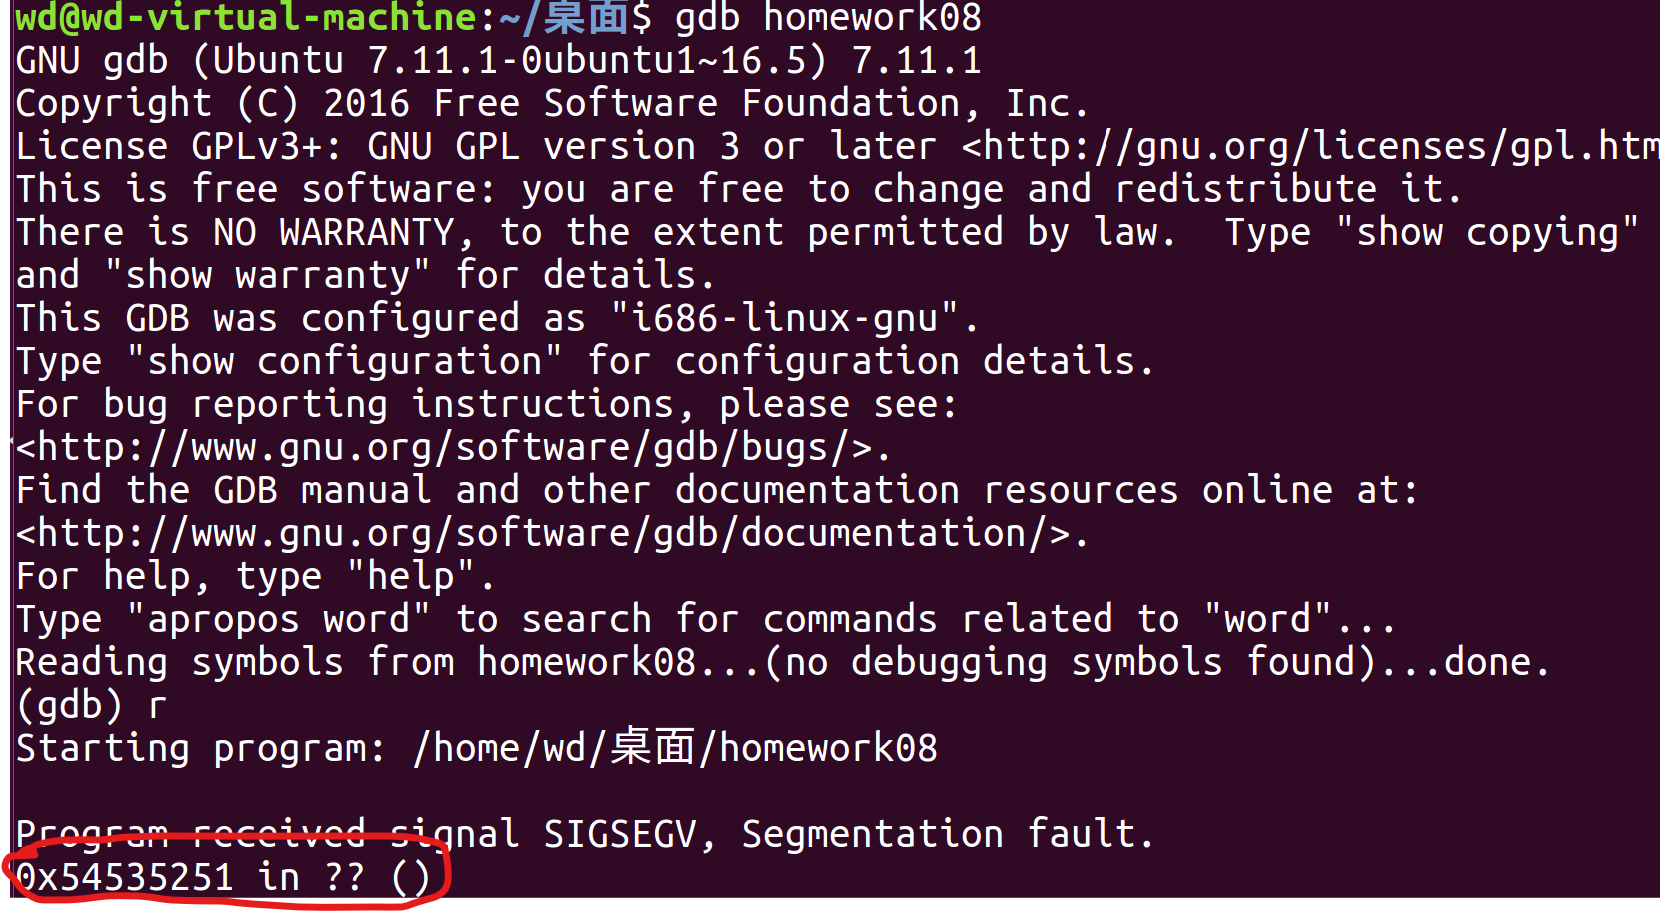 wd@wd-virtual-machine:~/桌面$ gdb homework08
GNU gdb (Ubuntu 7.11.1-0ubuntu1~16.5) 7.11.1
Copyright (C) 2016 Free Software Foundation, Inc.
License GPLv3+: GNU GPL version 3 or later <http://gnu.org/licenses/gpl.htm
This is free software: you are free to change and redistribute it.
There is NO WARRANTY, to the extent permitted by law.  Type "show copying"
and "show warranty" for details.
This GDB was configured as "i686-linux-gnu".
Type "show configuration" for configuration details.
For bug reporting instructions, please see:
<http://www.gnu.org/software/gdb/bugs/>.
Find the GDB manual and other documentation resources online at:
<http://www.gnu.org/software/gdb/documentation/>.
For help, type "help".
Type "apropos word" to search for commands related to "word"...
Reading symbols from homework08...(no debugging symbols found)...done.
(gdb) r
Starting program: /home/wd/桌面/homework08
Program received signal SIGSEGV, Segmentation fault.
0x54535251 in ?? ()